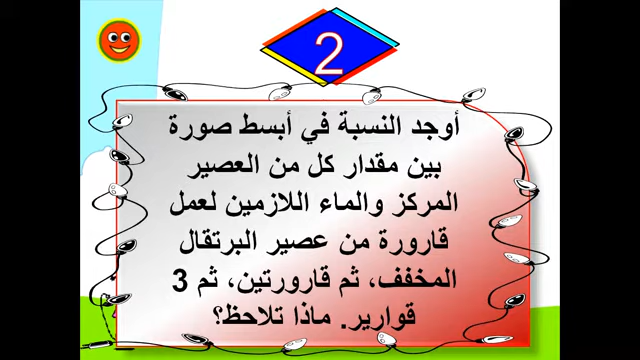 2
أوجد النسبة في أبسط صورة
بين مقدار كل من العصير
المركز والماء اللازمين لعمل
قارورة من عصير البرتقال
المخفف، ثم قارورتين، ثم 3
قوارير. ماذا تلاحظ؟